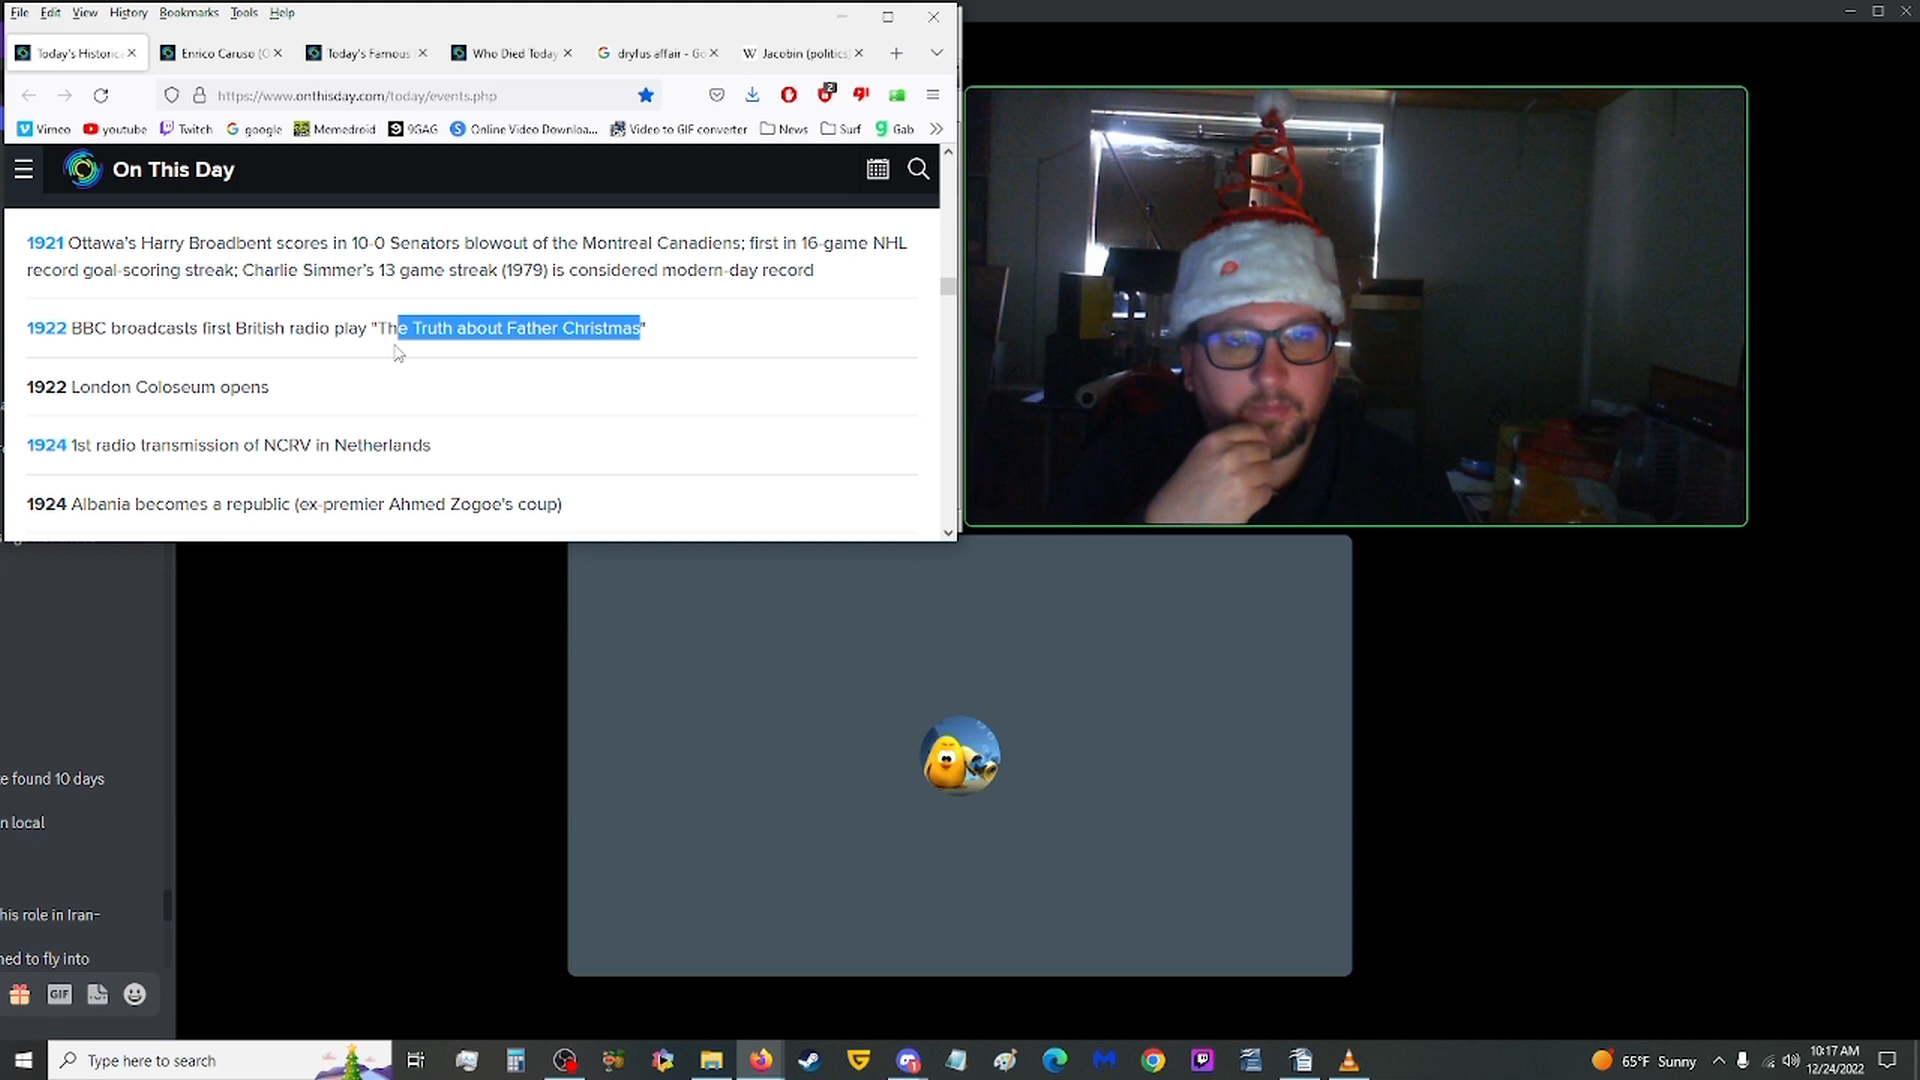 File Edit View History Bookmarks Tools Help
Today's Historica
Enrico Caruso (O
Today's Famous
Who Died Today
dryfus affair - Go
Jacobin (politics)
https://www.onthisday.com/today/events.php
2
Vimeo youtube Twitch google Memedroid 9GAG Online Video Downloa... Video to GIF converter News Surf Gab
On This Day
1921 Ottawa's Harry Broadbent scores in 10-0 Senators blowout of the Montreal Canadiens; first in 16-game NHL
record goal-scoring streak; Charlie Simmer's 13 game streak (1979) is considered modern-day record
1922 BBC broadcasts first British radio play "The Truth about Father Christmas"
1922 London Coloseum opens
1924 1st radio transmission of NCRV in Netherlands
1924 Albania becomes a republic (ex-premier Ahmed Zogoe's coup)
e found 10 days
n local
his role in Iran-
ned to fly into
GIF
Type here to search
65°F Sunny
10:17 AM
12/24/2022